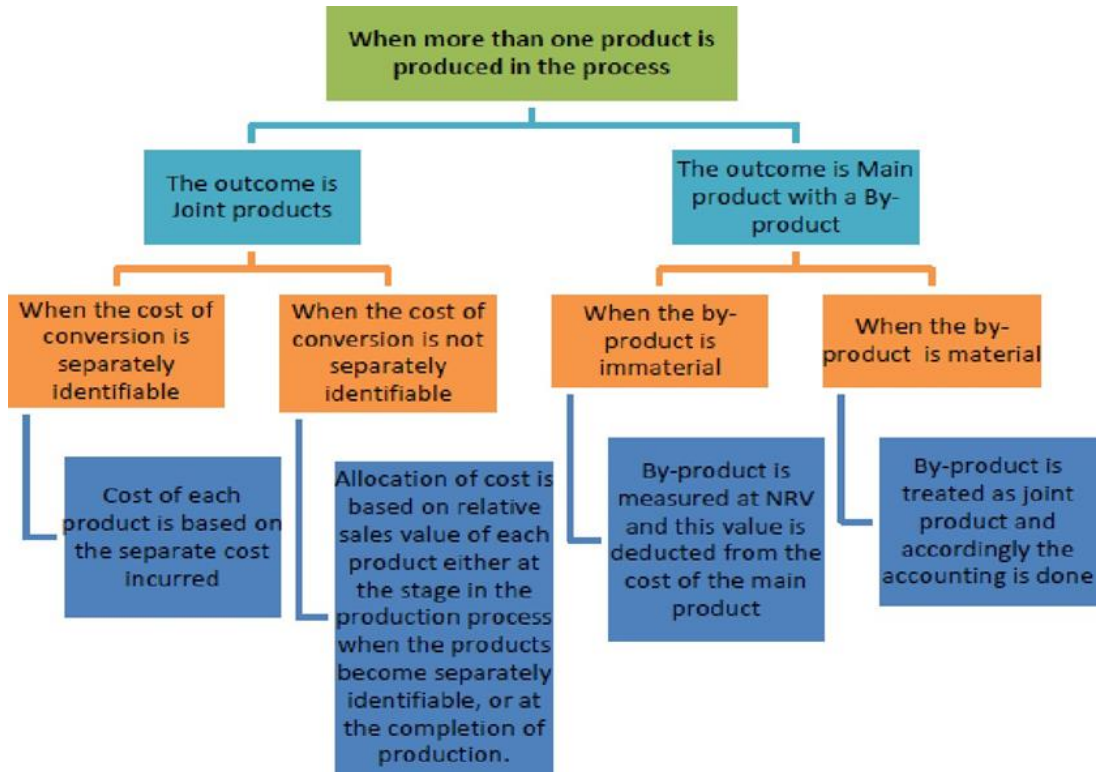 When more than one product is
produced in the process
The outcome is
Joint products
The outcome is Main
product with a By-
product
When the cost of
conversion is
separately
identifiable
When the cost of
conversion is not
separately
identifiable
When the by-
product is
immaterial
When the by-
product is material
Cost of each
product is based on
the separate cost
incurred
Allocation of cost is
based on relative
sales value of each
product either at
the stage in the
production process
when the products
become separately
identifiable, or at
the completion of
production.
By-product is
measured at NRV
and this value is
deducted from the
cost of the main
product
By-product is
treated as joint
product and
accordingly the
accounting is done